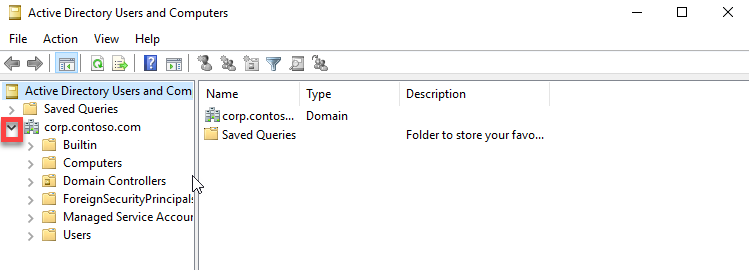 Active Directory Users and Computers
File Action View Help
Active Directory Users and Com
Saved Queries
corp.contoso.com
Builtin
Computers
Domain Controllers
ForeignSecurityPrincipals
Managed Service Accour
Users
Name Type Description
corp.contos... Domain
Saved Queries Folder to store your favo...